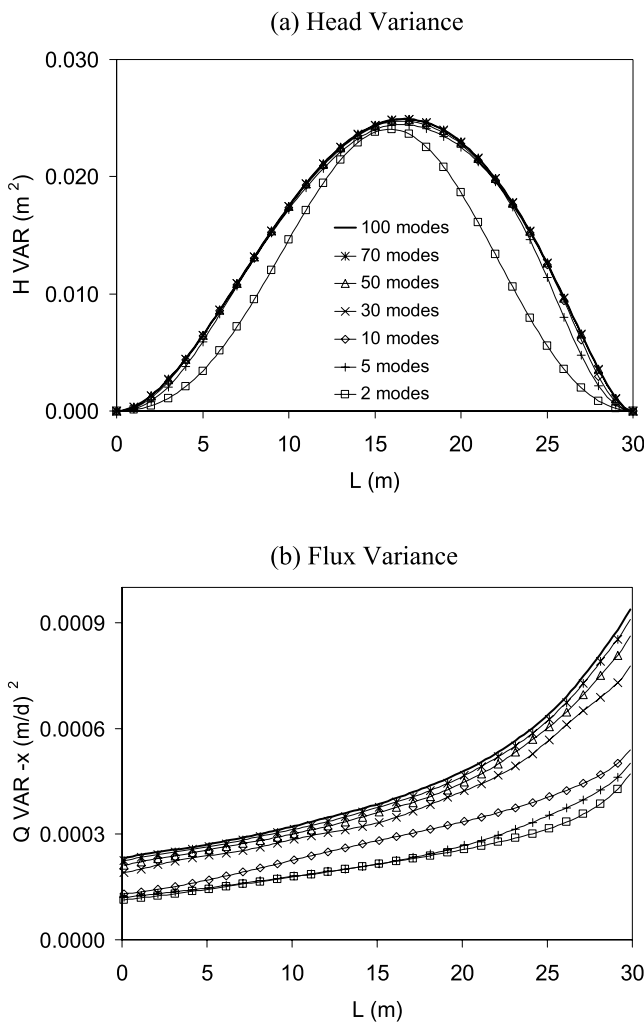 (a) Head Variance
0.030
0.020
0.010
0.000
H VAR (m²)
100 modes
70 modes
50 modes
30 modes
10 modes
5 modes
2 modes
0 5 10 15 20 25 30
L (m)
(b) Flux Variance
0.0009
0.0006
0.0003
0.0000
Q VAR -x (m/d)²
0 5 10 15 20 25 30
L (m)